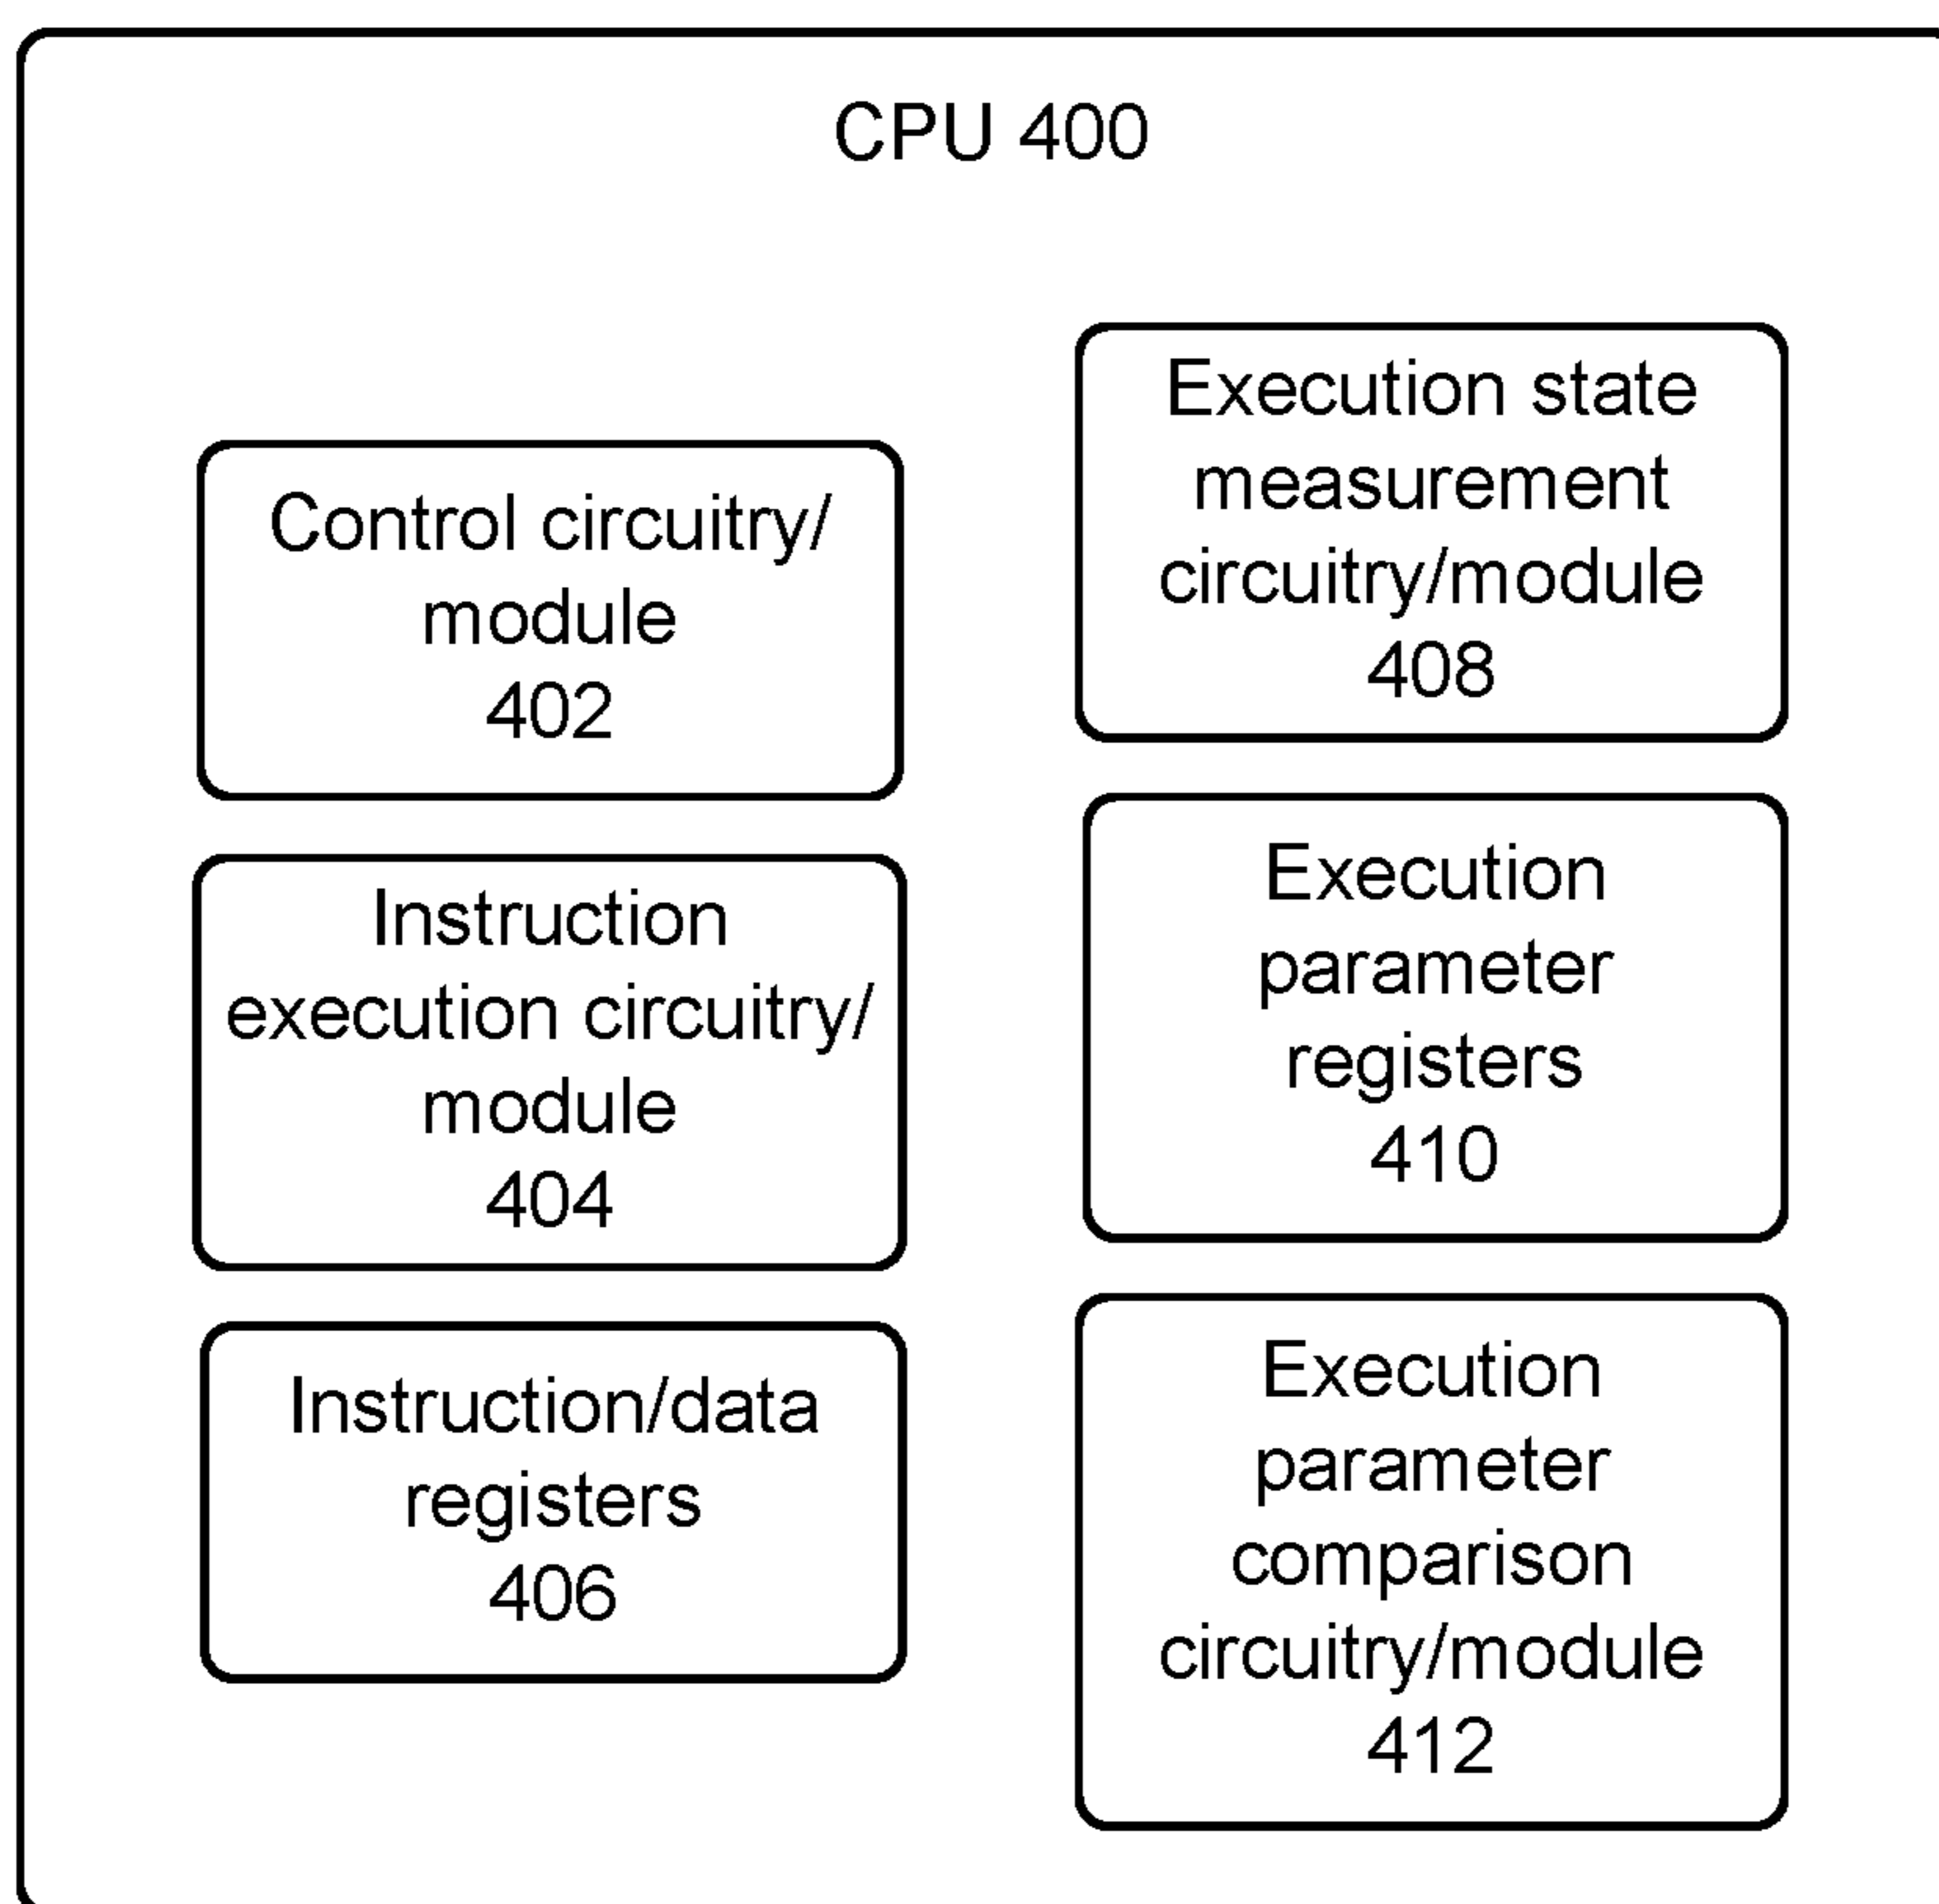 CPU 400
Control circuitry/
module
402
Instruction
execution circuitry/
module
404
Instruction/data
registers
406
Execution state
measurement
circuitry/module
408
Execution
parameter
registers
410
Execution
parameter
comparison
circuitry/module
412